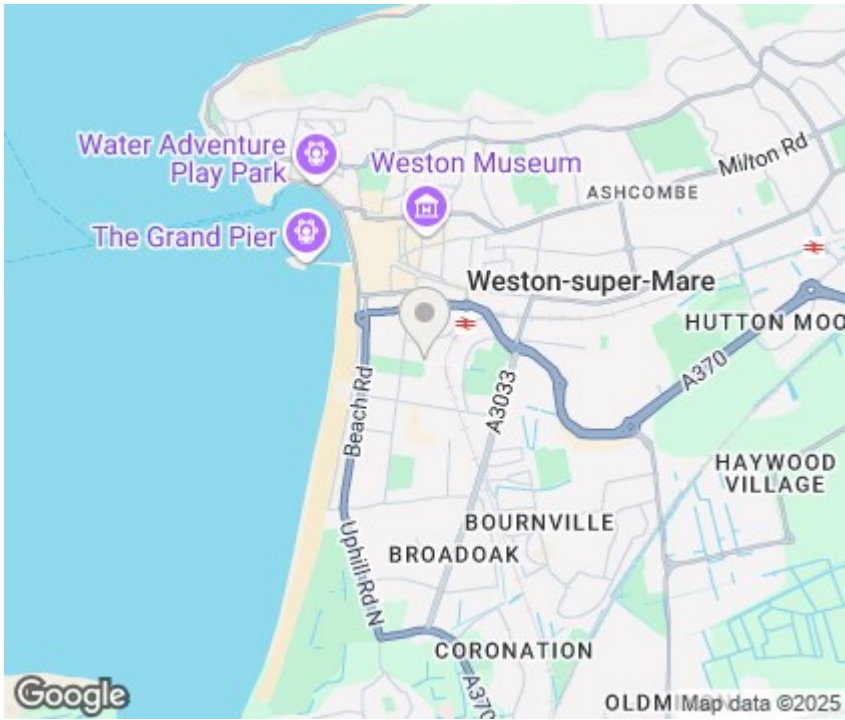 Water Adventure
Play Park
Weston Museum
Milton Rd
ASHCOMBE
The Grand Pier
Weston-super-Mare
HUTTON MOO
A370
Beach Rd
A3033
HAYWOOD
VILLAGE
BOURNVILLE
BROADOAK
Uphill Rd N
CORONATION
A370
Google
OLDM
Map data ©2025